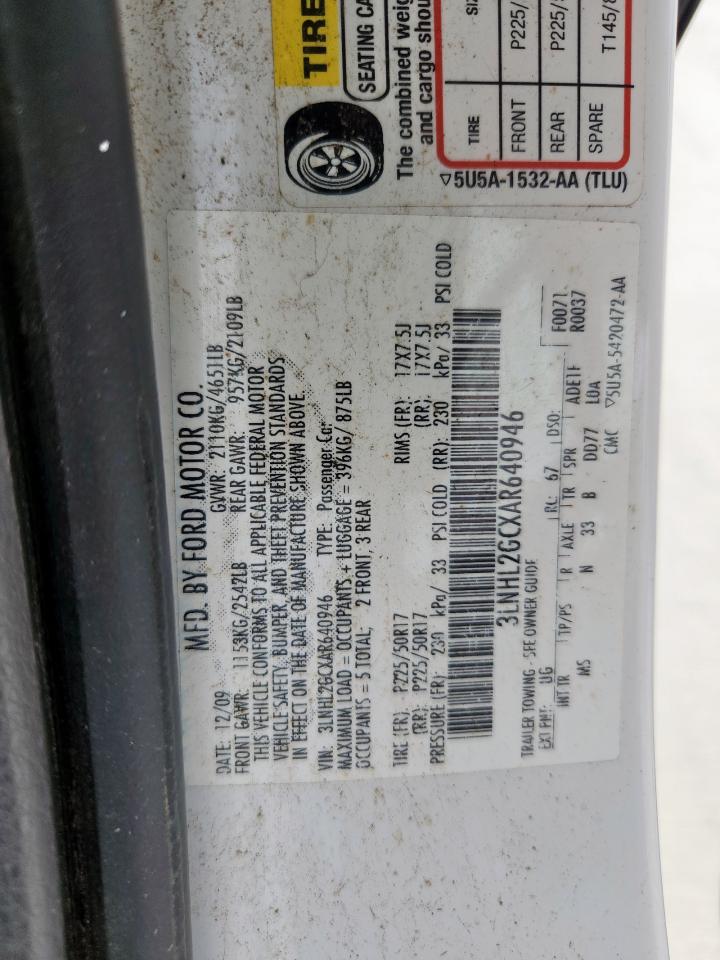 TIRE
SEATING CA
The combined weig
and cargo shou
TIRE SI
FRONT P225/
REAR P225/5
SPARE T145/8
▽5U5A-1532-AA (TLU)
MFD. BY FORD MOTOR CO.
DATE: 12/09 GVWR: 2110KG/4651LB
FRONT GAWR: 1153KG/2542LB REAR GAWR: 957KG/2109LB
THIS VEHICLE CONFORMS TO ALL APPLICABLE FEDERAL MOTOR
VEHICLE SAFETY, BUMPER, AND THEFT PREVENTION STANDARDS
IN EFFECT ON THE DATE OF MANUFACTURE SHOWN ABOVE.
VIN: 3LNHL2GCXAR640946 TYPE: Passenger Car
MAXIMUM LOAD = OCCUPANTS + LUGGAGE = 396KG/ 875LB
OCCUPANTS = 5 TOTAL; 2 FRONT, 3 REAR
TIRE (FR): P225/50R17 RIMS (FR): 17X7.5J
(RR): P225/50R17 (RR): 17X7.5J
PRESSURE (FR): 230 kPa/ 33 PSI COLD (RR): 230 kPa/ 33 PSI COLD
3LNHL2GCXAR640946
TRAILER TOWING - SEE OWNER GUIDE F0071
EXT PNT: UG RC: 67 DSO: R0037
INT TR TP/PS R AXLE TR SPR ADE1F
MS N 33 B DD77 L0A
CMC ▽5U5A-5420472-AA